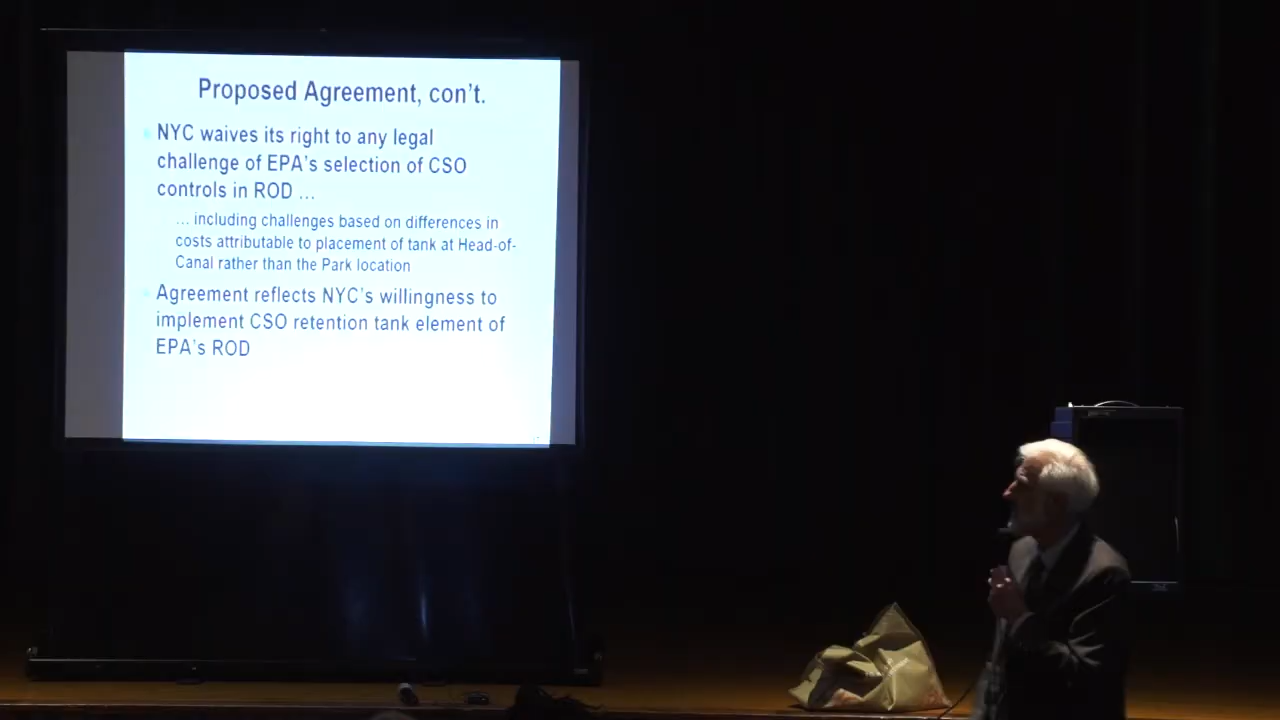 Proposed Agreement, con't.
NYC waives its right to any legal
challenge of EPA's selection of CSO
controls in ROD ...
... including challenges based on differences in
costs attributable to placement of tank at Head-of-
Canal rather than the Park location
Agreement reflects NYC's willingness to
implement CSO retention tank element of
EPA's ROD